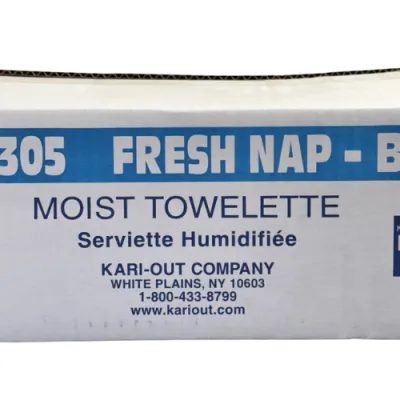 305 FRESH NAP - B
MOIST TOWELETTE
Serviette Humidifiée
KARI-OUT COMPANY
WHITE PLAINS, NY 10603
1-800-433-8799
www.kariout.com